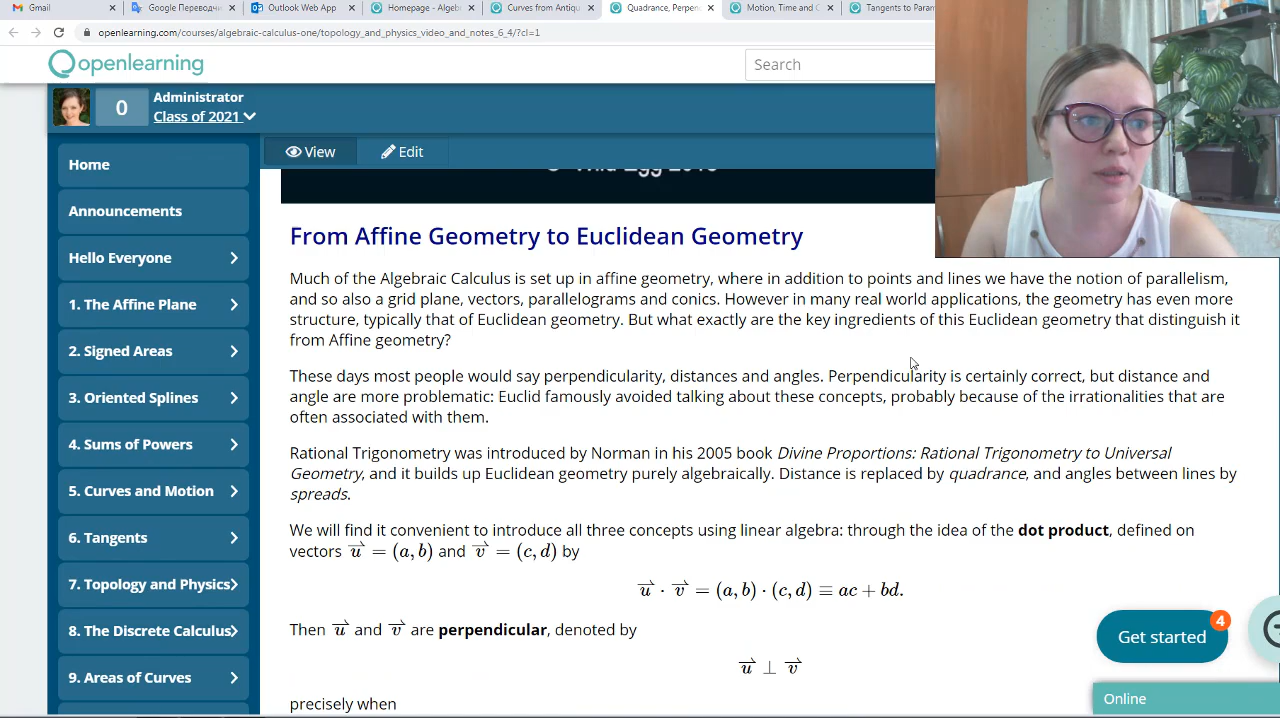 Gmail
Google Переводчи
Outlook Web App
Homepage - Algeb
Curves from Antiqu
Quadrance, Perpen
Motion, Time and C
Tangents to Param
openlearning.com/courses/algebraic-calculus-one/topology_and_physics_video_and_notes_6_4/?cl=1
openlearning
Search
0
Administrator
Class of 2021
View
Edit
Home
Announcements
Hello Everyone
1. The Affine Plane
2. Signed Areas
3. Oriented Splines
4. Sums of Powers
5. Curves and Motion
6. Tangents
7. Topology and Physics
8. The Discrete Calculus
9. Areas of Curves
From Affine Geometry to Euclidean Geometry
Much of the Algebraic Calculus is set up in affine geometry, where in addition to points and lines we have the notion of parallelism,
and so also a grid plane, vectors, parallelograms and conics. However in many real world applications, the geometry has even more
structure, typically that of Euclidean geometry. But what exactly are the key ingredients of this Euclidean geometry that distinguish it
from Affine geometry?
These days most people would say perpendicularity, distances and angles. Perpendicularity is certainly correct, but distance and
angle are more problematic: Euclid famously avoided talking about these concepts, probably because of the irrationalities that are
often associated with them.
Rational Trigonometry was introduced by Norman in his 2005 book Divine Proportions: Rational Trigonometry to Universal
Geometry, and it builds up Euclidean geometry purely algebraically. Distance is replaced by quadrance, and angles between lines by
spreads.
We will find it convenient to introduce all three concepts using linear algebra: through the idea of the dot product, defined on
vectors u⃗ = (a, b) and v⃗ = (c, d) by
u⃗ · v⃗ = (a, b) · (c, d) ≡ ac + bd.
Then u⃗ and v⃗ are perpendicular, denoted by
u⃗ ⊥ v⃗
precisely when
Get started
4
Online